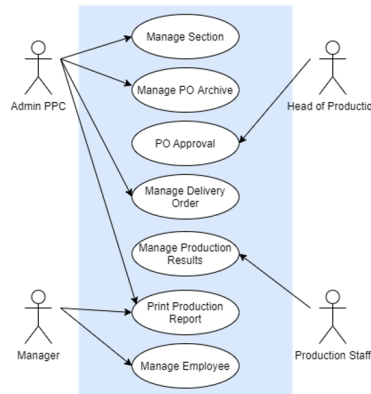 Manage Section
Manage PO Archive
Admin PPC
Head of Productio
PO Approval
Manage Delivery
Order
Manage Production
Results
Print Production
Report
Manager
Production Staff
Manage Employee